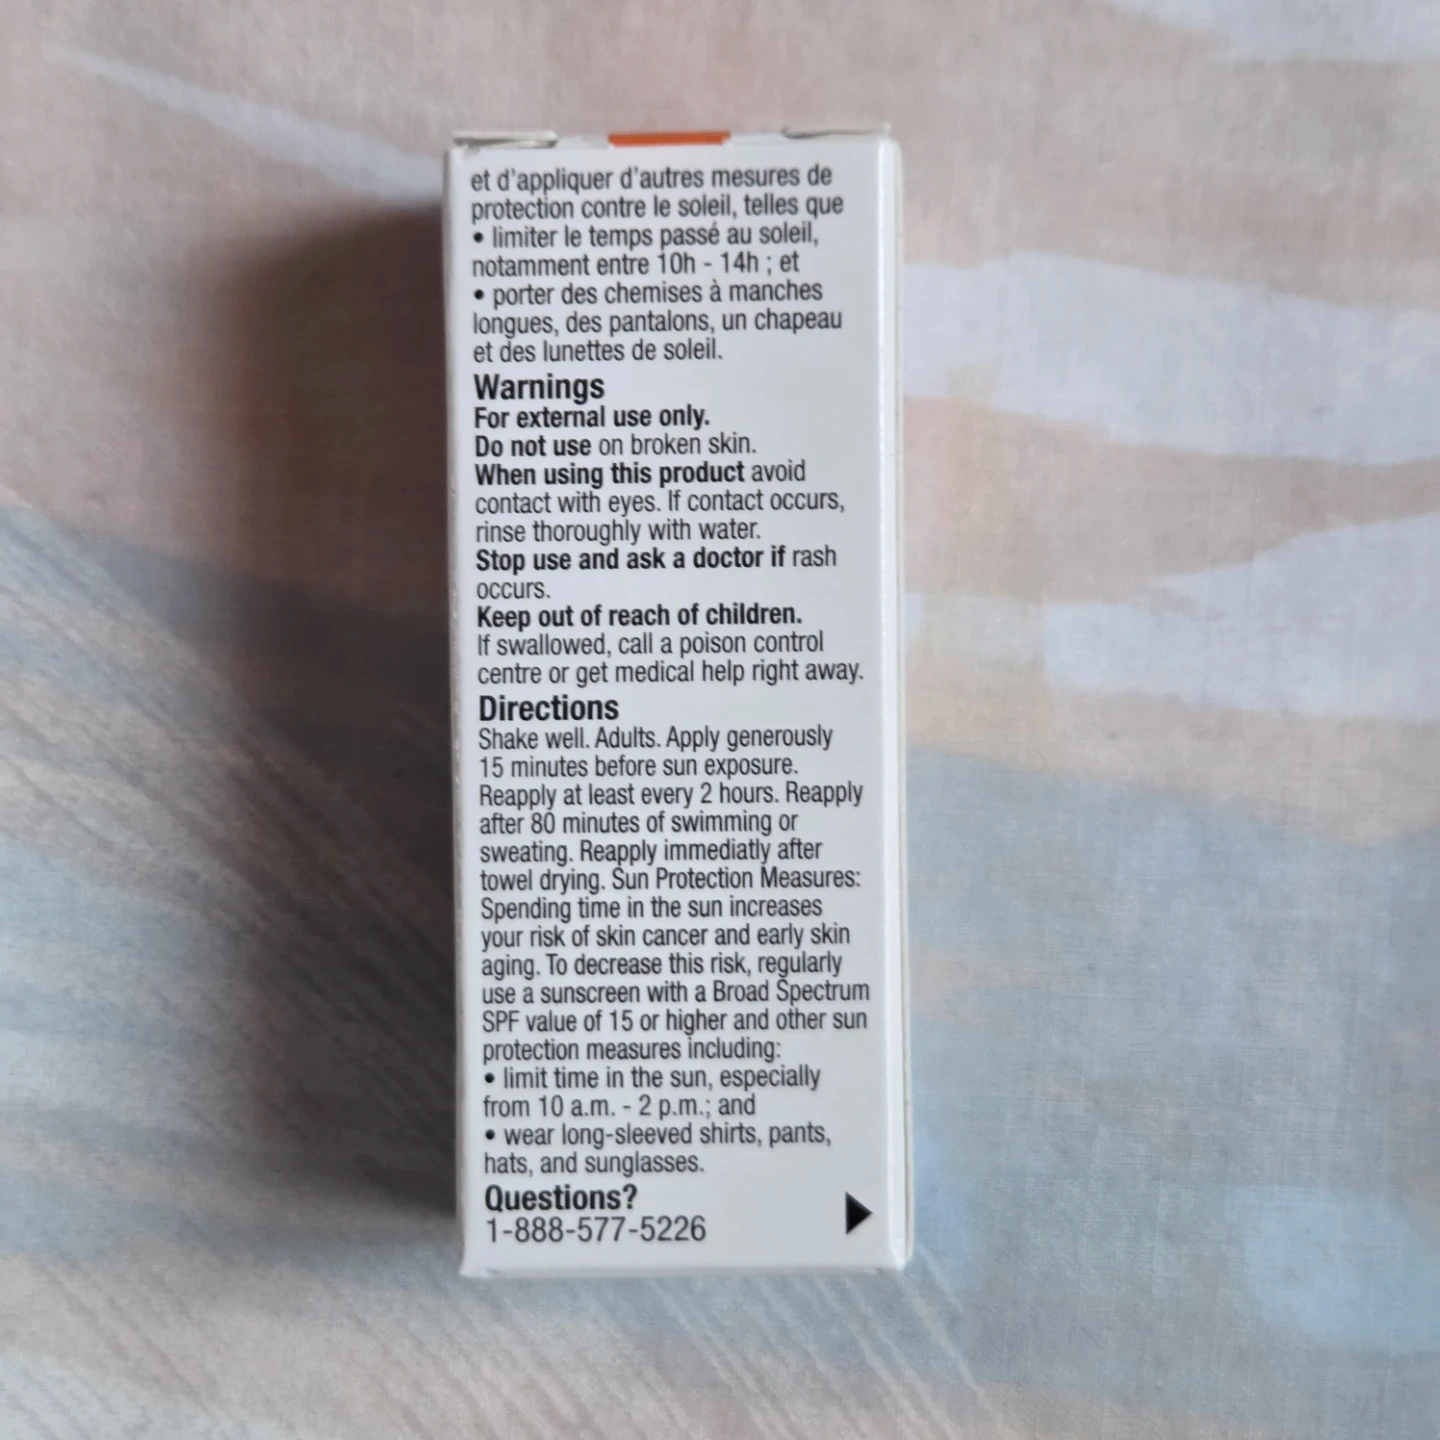 et d'appliquer d'autres mesures de
protection contre le soleil, telles que
• limiter le temps passé au soleil,
notamment entre 10h - 14h ; et
• porter des chemises à manches
longues, des pantalons, un chapeau
et des lunettes de soleil.
Warnings
For external use only.
Do not use on broken skin.
When using this product avoid
contact with eyes. If contact occurs,
rinse thoroughly with water.
Stop use and ask a doctor if rash
occurs.
Keep out of reach of children.
If swallowed, call a poison control
centre or get medical help right away.
Directions
Shake well. Adults. Apply generously
15 minutes before sun exposure.
Reapply at least every 2 hours. Reapply
after 80 minutes of swimming or
sweating. Reapply immediatly after
towel drying. Sun Protection Measures:
Spending time in the sun increases
your risk of skin cancer and early skin
aging. To decrease this risk, regularly
use a sunscreen with a Broad Spectrum
SPF value of 15 or higher and other sun
protection measures including:
• limit time in the sun, especially
from 10 a.m. - 2 p.m.; and
• wear long-sleeved shirts, pants,
hats, and sunglasses.
Questions?
1-888-577-5226